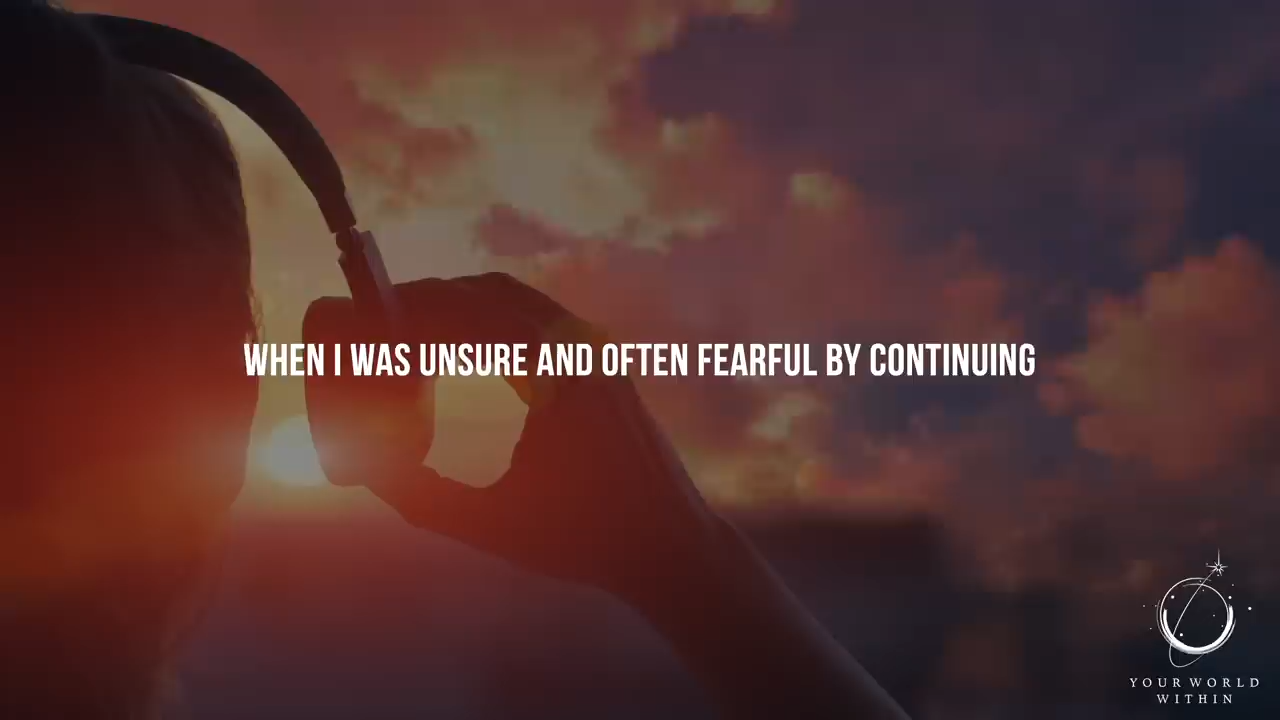 WHEN I WAS UNSURE AND OFTEN FEARFUL BY CONTINUING
YOUR WORLD
WITHIN